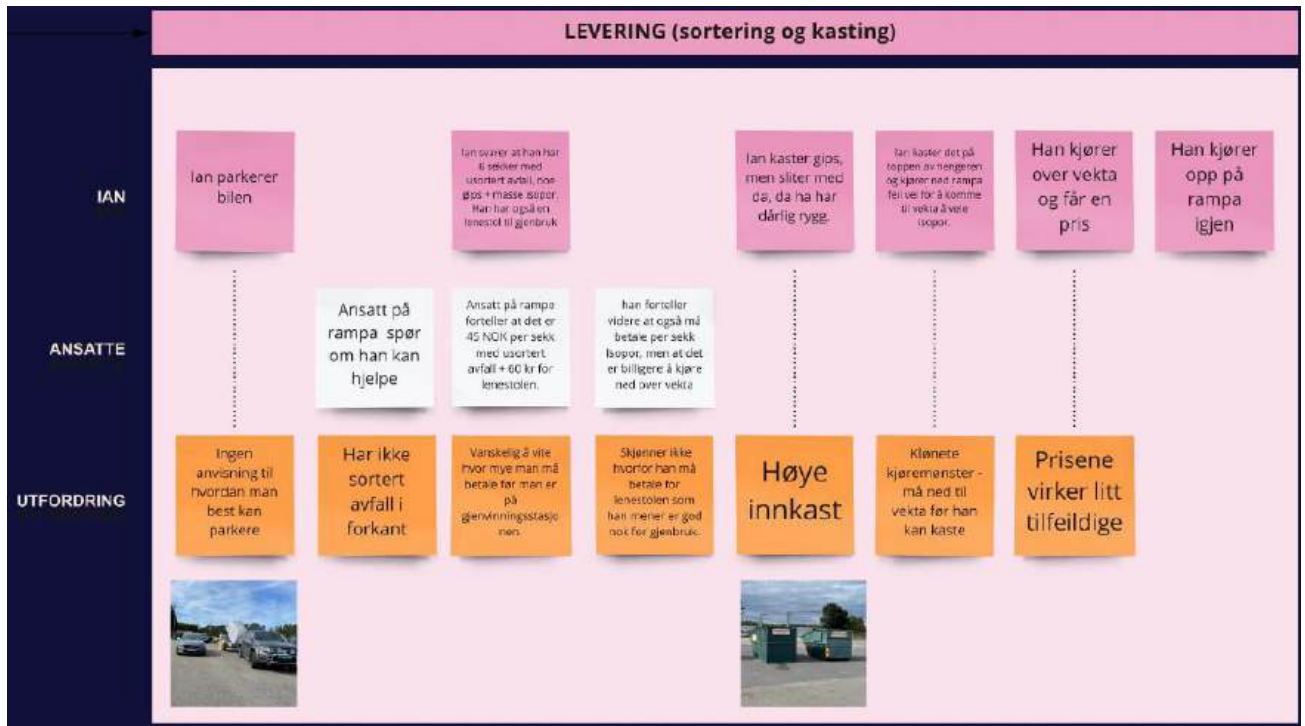 LEVERING (sortering og kasting)
IAN
Ian parkerer
bilen
Ian svarer at han har
6 sekker med
usortert avfall, noe
gips + masse isopor.
Han har også en
lenestol til gjenbruk
Ian kaster gips,
men sliter med
da, da ha har
dårlig rygg.
Ian kaster det på
toppen av hengeren
og kjører ned rampa
feil vei for å komme
til vekta å veie
isopor.
Han kjører
over vekta
og får en
pris
Han kjører
opp på
rampa
igjen
ANSATTE
Ansatt på
rampa spør
om han kan
hjelpe
Ansatt på rampe
forteller at det er
45 NOK per sekk
med usortert
avfall + 60 kr for
lenestolen.
han forteller
videre at også må
betale per sekk
Isopor, men at det
er billigere å kjøre
ned over vekta
UTFORDRING
Ingen
anvisning til
hvordan man
best kan
parkere
Har ikke
sortert
avfall i
forkant
Vanskelig å vite
hvor mye man må
betale før man er
på
gjenvinningsstasjo
nen.
Skjønner ikke
hvorfor han må
betale for
lenestolen som
han mener er god
nok for gjenbruk.
Høye
innkast
Klønete
kjøremønster -
må ned til
vekta før han
kan kaste
Prisene
virker litt
tilfeildige